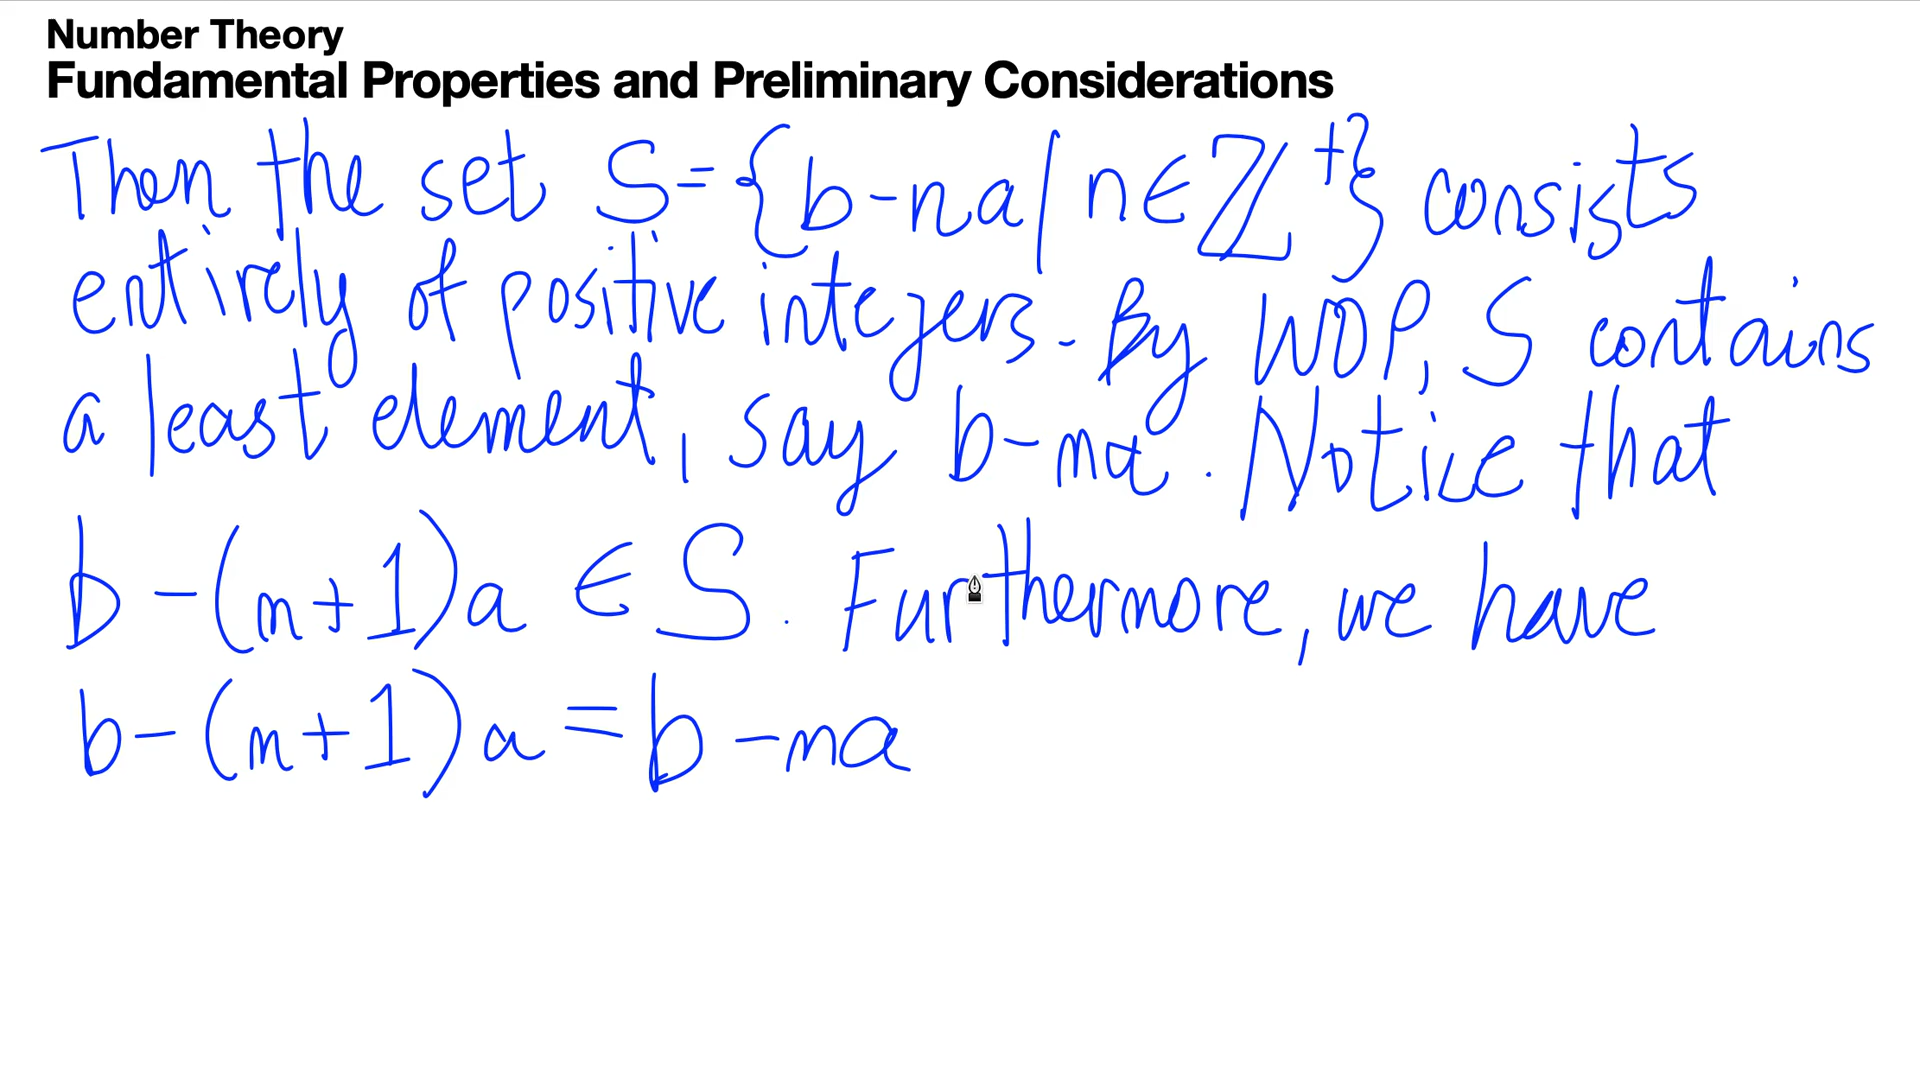 Number Theory
Fundamental Properties and Preliminary Considerations
Then the set S={b-na|n∈ℤ⁺} consists
entirely of positive integers. By WOP, S contains
a least element, say b-ma. Notice that
b-(m+1)a ∈ S. Furthermore, we have
b-(m+1)a=b-ma